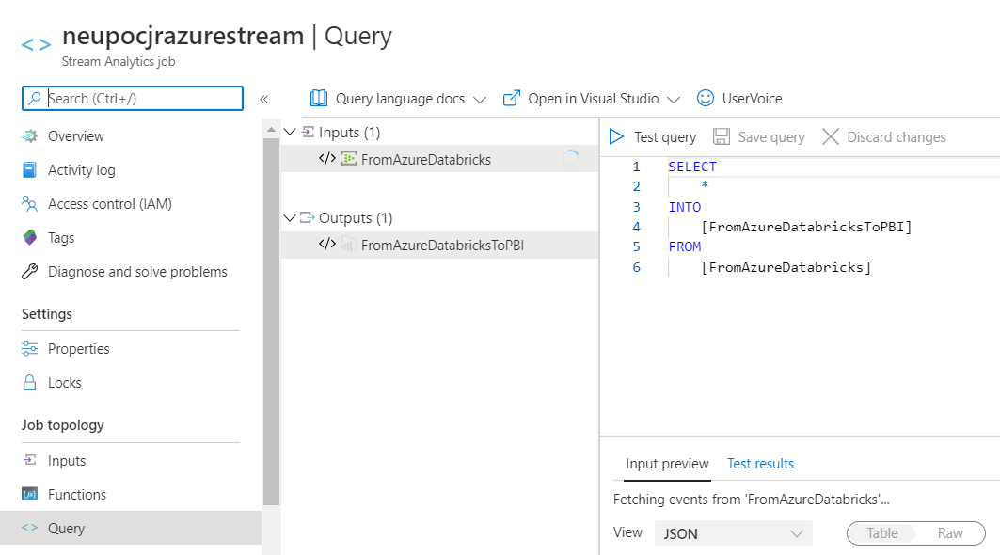 neupocjrazurestream | Query
Stream Analytics job
Search (Ctrl+/)
«
Overview
Activity log
Access control (IAM)
Tags
Diagnose and solve problems
Settings
Properties
Locks
Job topology
Inputs
Functions
Query
Query language docs
Open in Visual Studio
UserVoice
Inputs (1)
FromAzureDatabricks
Outputs (1)
FromAzureDatabricksToPBI
Test query
Save query
Discard changes
1 SELECT
2 *
3 INTO
4 [FromAzureDatabricksToPBI]
5 FROM
6 [FromAzureDatabricks]
Input preview Test results
Fetching events from 'FromAzureDatabricks'...
View JSON Table Raw